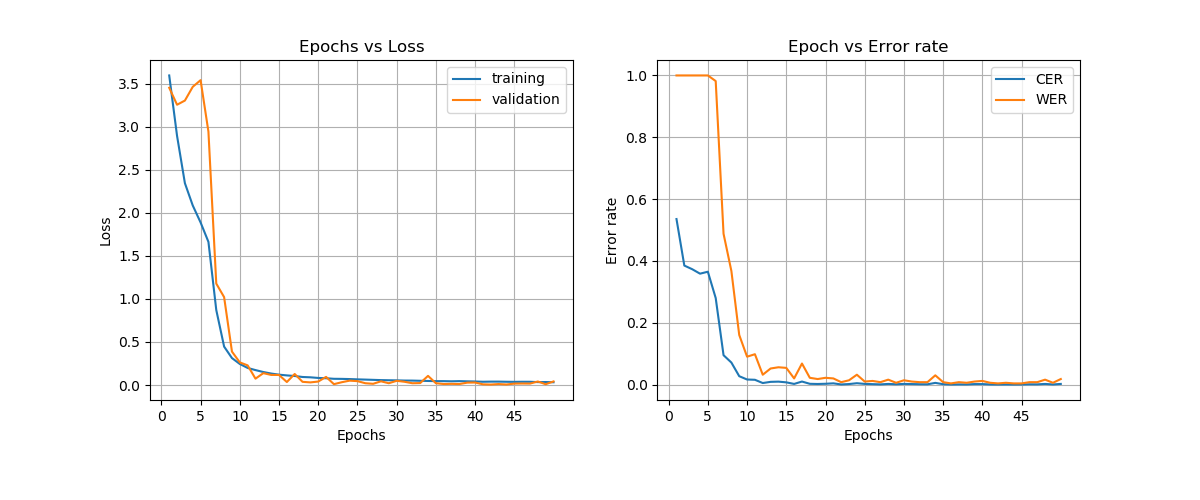 Epochs vs Loss
training
validation
3.5
3.0
2.5
2.0
1.5
1.0
0.5
0.0
Loss
0 5 10 15 20 25 30 35 40 45
Epochs
Epoch vs Error rate
CER
WER
1.0
0.8
0.6
0.4
0.2
0.0
Error rate
0 5 10 15 20 25 30 35 40 45
Epochs